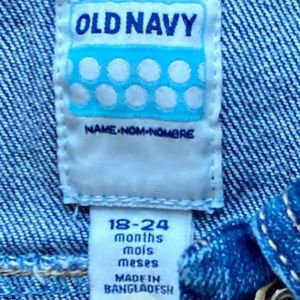 OLD NAVY
NAME•NOM•NOMBRE
18-24
months
mois
meses
MADE IN
BANGLADESH